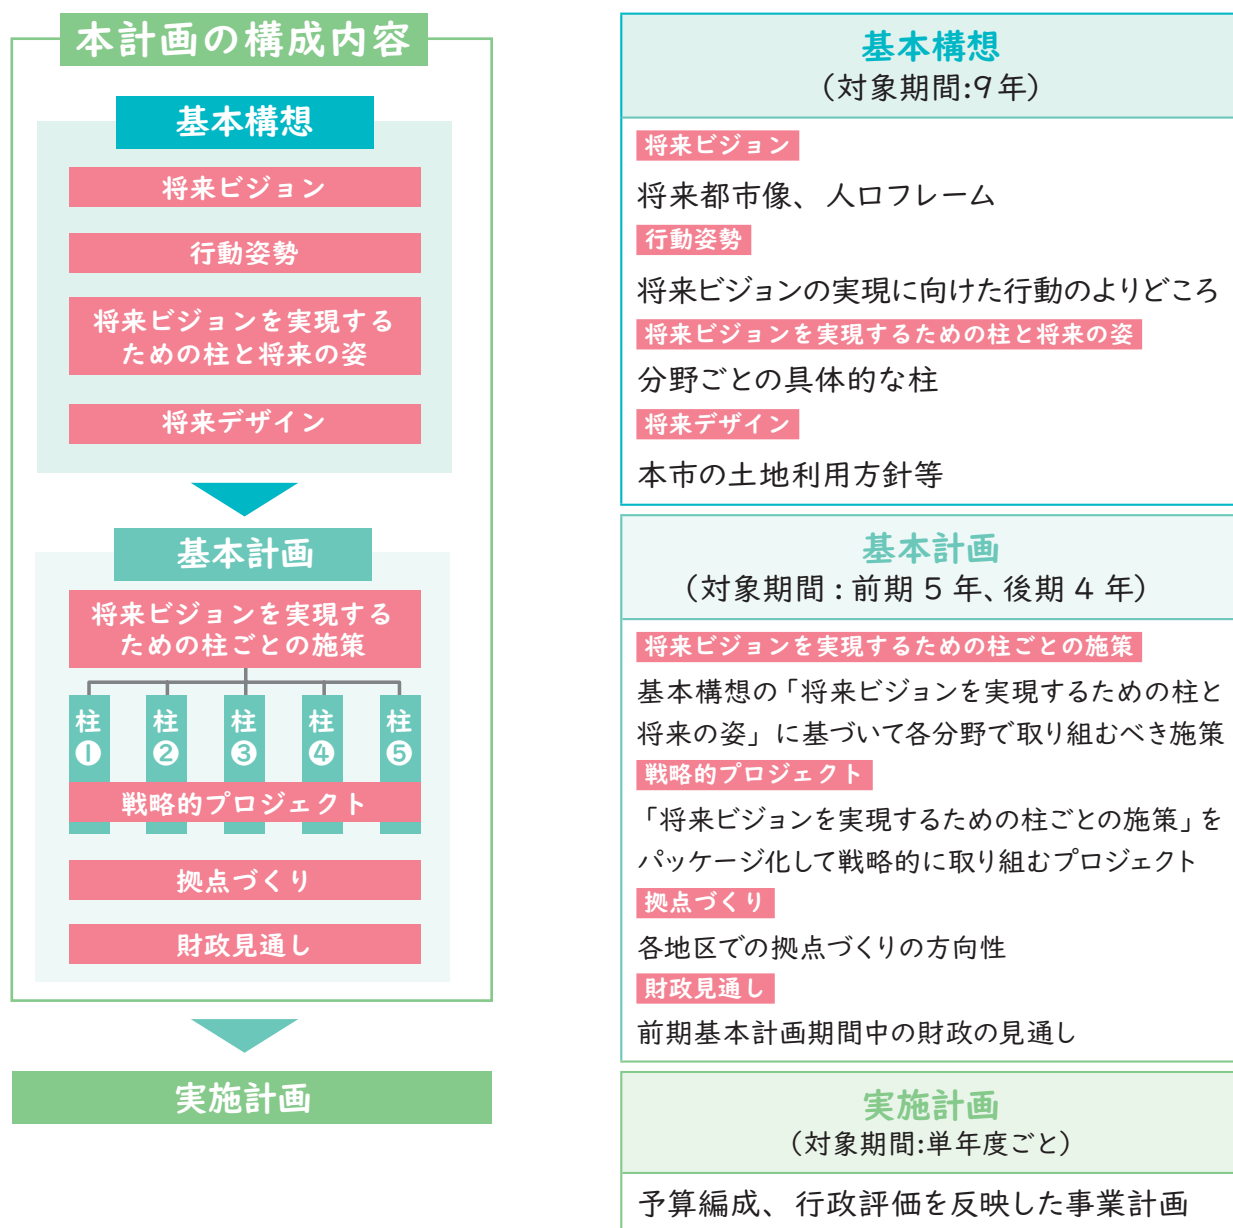 本計画の構成内容
基本構想
将来ビジョン
行動姿勢
将来ビジョンを実現する
ための柱と将来の姿
将来デザイン
基本計画
将来ビジョンを実現する
ための柱ごとの施策
柱❶
柱❷
柱❸
柱❹
柱❺
戦略的プロジェクト
拠点づくり
財政見通し
実施計画
基本構想
(対象期間:9年)
将来ビジョン
将来都市像、人口フレーム
行動姿勢
将来ビジョンの実現に向けた行動のよりどころ
将来ビジョンを実現するための柱と将来の姿
分野ごとの具体的な柱
将来デザイン
本市の土地利用方針等
基本計画
(対象期間:前期5年、後期4年)
将来ビジョンを実現するための柱ごとの施策
基本構想の「将来ビジョンを実現するための柱と
将来の姿」に基づいて各分野で取り組むべき施策
戦略的プロジェクト
「将来ビジョンを実現するための柱ごとの施策」を
パッケージ化して戦略的に取り組むプロジェクト
拠点づくり
各地区での拠点づくりの方向性
財政見通し
前期基本計画期間中の財政の見通し
実施計画
(対象期間:単年度ごと)
予算編成、行政評価を反映した事業計画